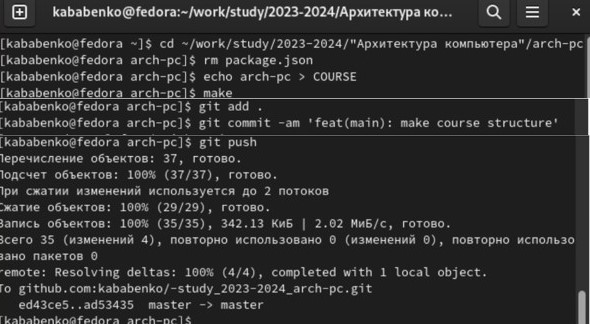 kababenko@fedora:~/work/study/2023-2024/Архитектура ко...
[kababenko@fedora ~]$ cd ~/work/study/2023-2024/"Архитектура компьютера"/arch-pc
[kababenko@fedora arch-pc]$ rm package.json
[kababenko@fedora arch-pc]$ echo arch-pc > COURSE
[kababenko@fedora arch-pc]$ make
[kababenko@fedora arch-pc]$ git add .
[kababenko@fedora arch-pc]$ git commit -am 'feat(main): make course structure'
[kababenko@fedora arch-pc]$ git push
Перечисление объектов: 37, готово.
Подсчет объектов: 100% (37/37), готово.
При сжатии изменений используется до 2 потоков
Сжатие объектов: 100% (29/29), готово.
Запись объектов: 100% (35/35), 342.13 КиБ | 2.02 МиБ/с, готово.
Всего 35 (изменений 4), повторно использовано 0 (изменений 0), повторно использо
вано пакетов 0
remote: Resolving deltas: 100% (4/4), completed with 1 local object.
To github.com:kababenko/-study_2023-2024_arch-pc.git
ed43ce5..ad53435 master -> master
[kababenko@fedora arch-pc]$